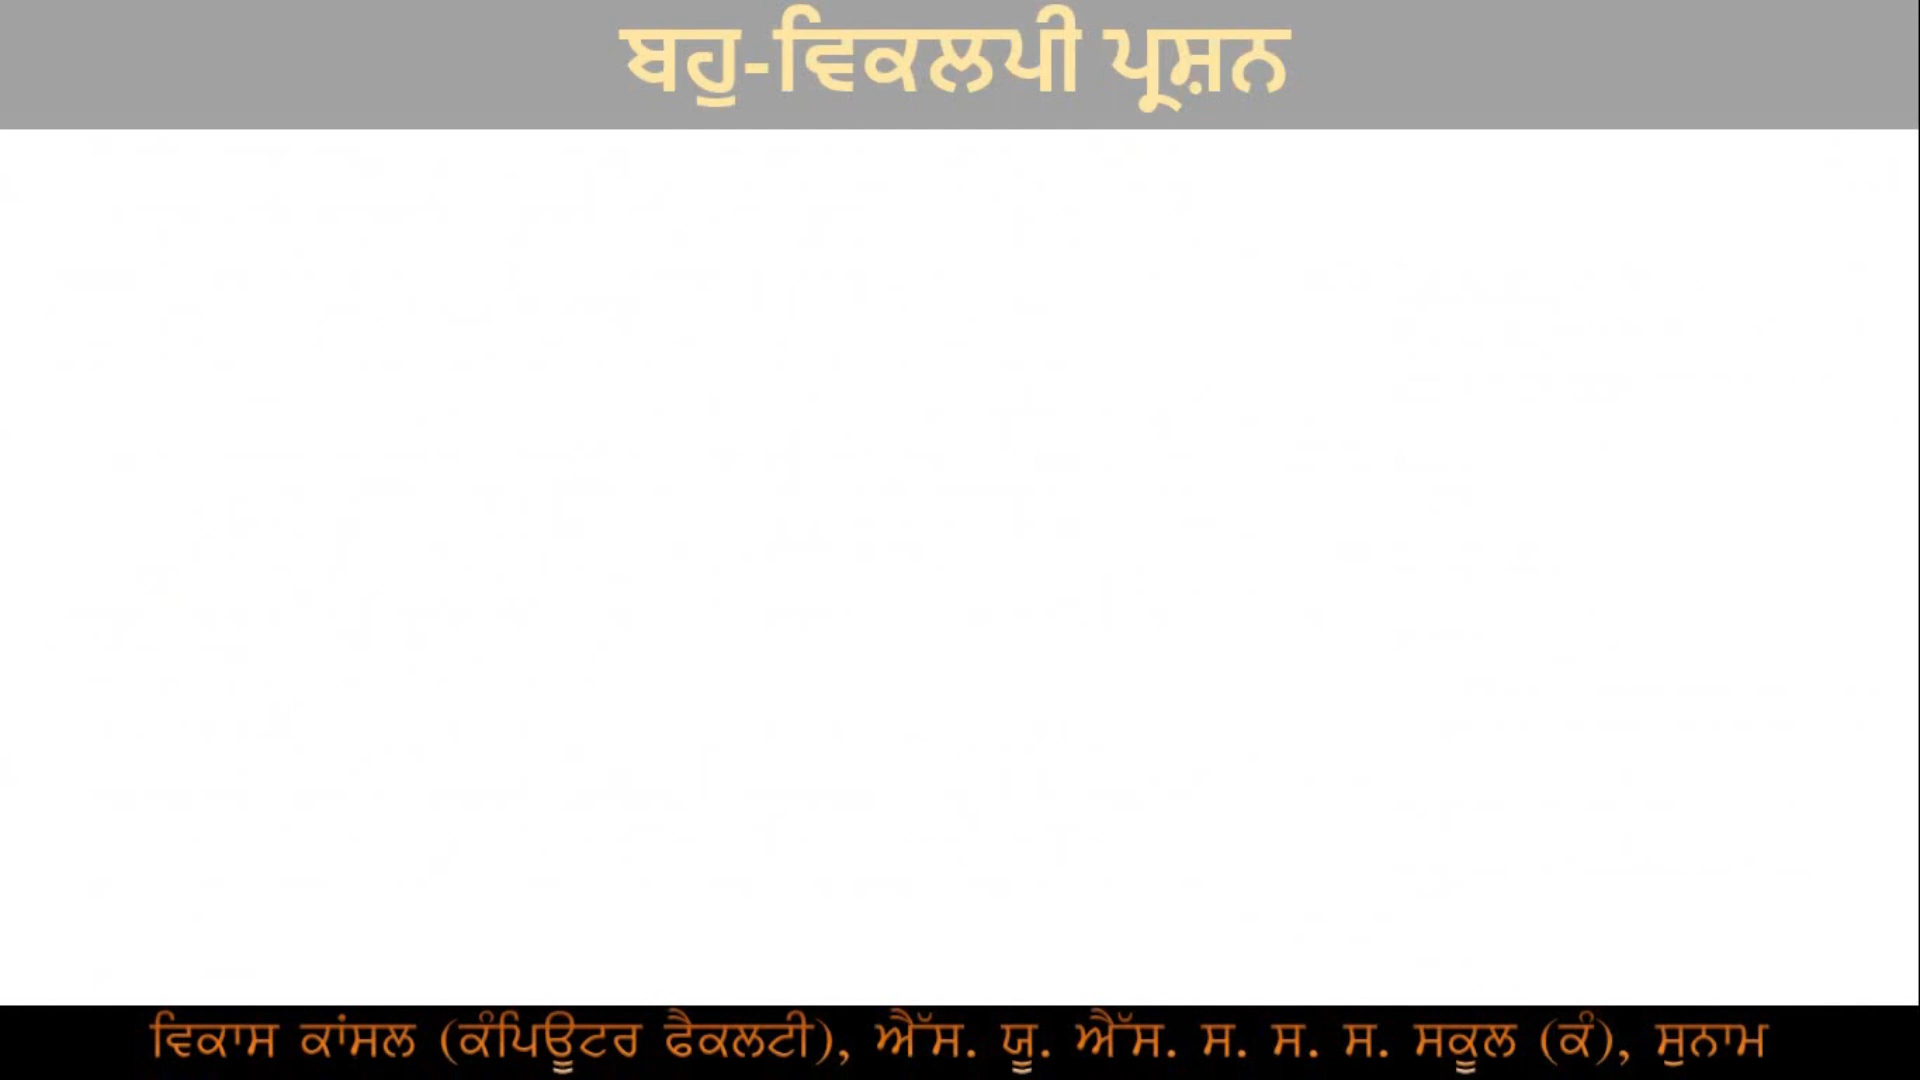 ਬਹੁ-ਵਿਕਲਪੀ ਪ੍ਰਸ਼ਨ
ਵਿਕਾਸ ਕਾਂਸਲ (ਕੰਪਿਊਟਰ ਫੈਕਲਟੀ), ਐੱਸ. ਯੂ. ਐੱਸ. ਸ. ਸ. ਸ. ਸਕੂਲ (ਕੰ), ਸੁਨਾਮ